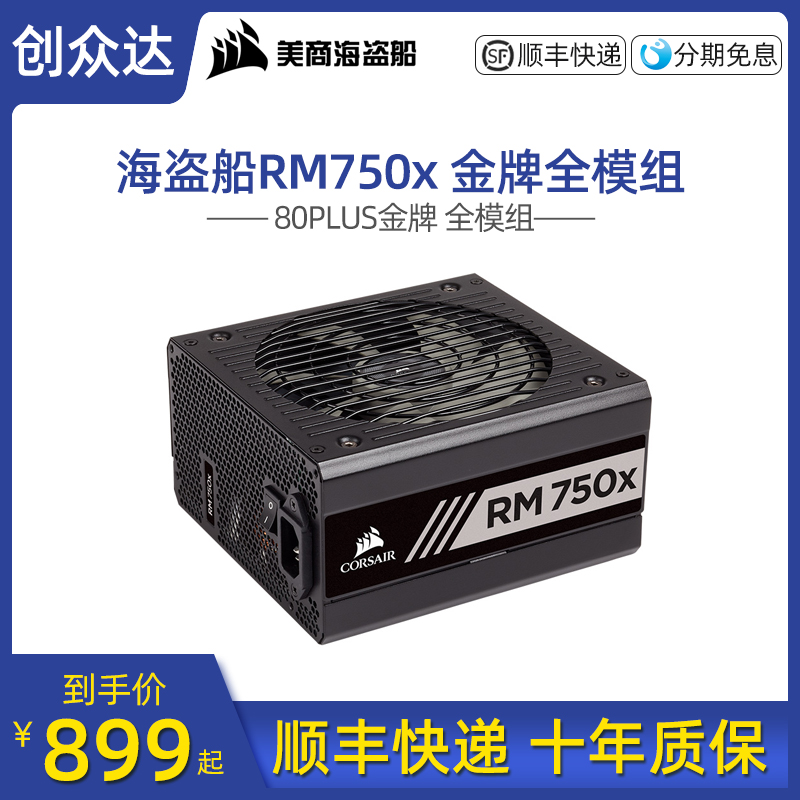 创众达
美商海盗船
SF 顺丰快递
分期免息
海盗船RM750x 金牌全模组
80PLUS金牌 全模组
RM750x
RM 750x
CORSAIR
到手价
¥899起
顺丰快递 十年质保